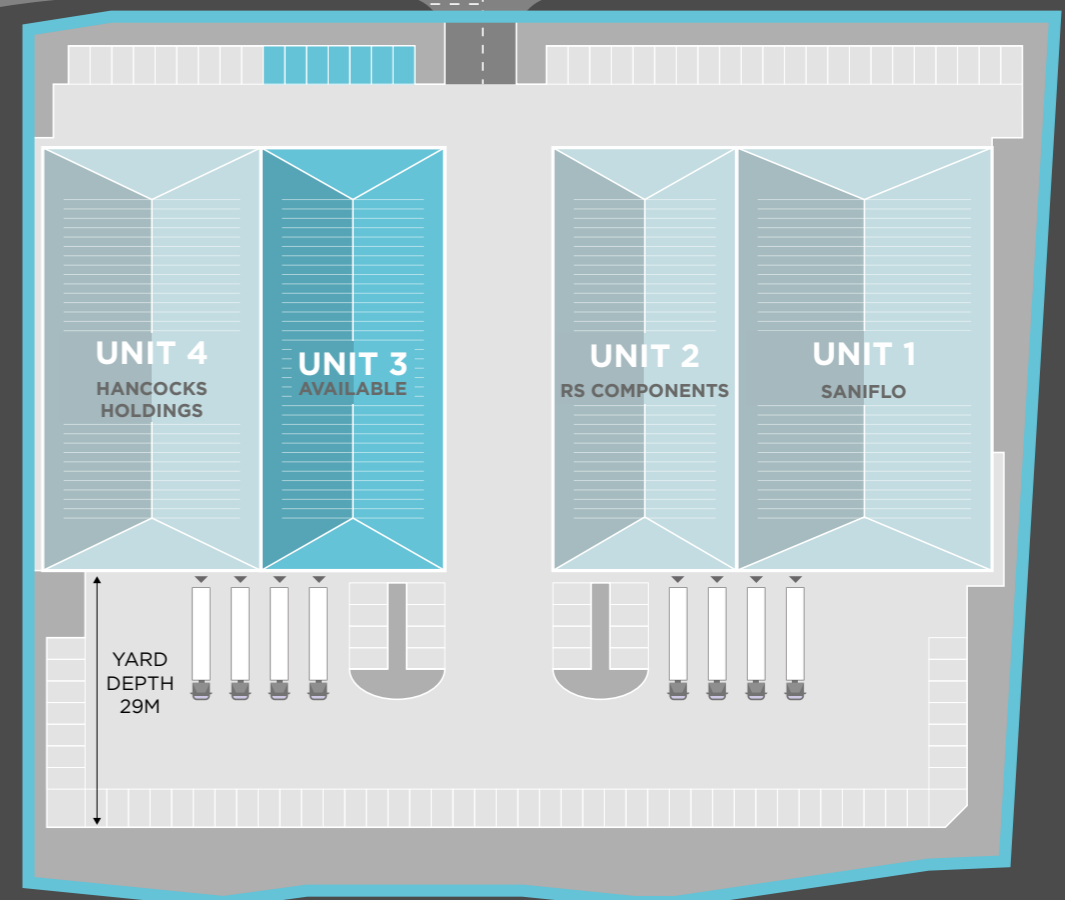 UNIT 4
HANCOCKS
HOLDINGS
UNIT 3
AVAILABLE
UNIT 2
RS COMPONENTS
UNIT 1
SANIFLO
YARD
DEPTH
29M